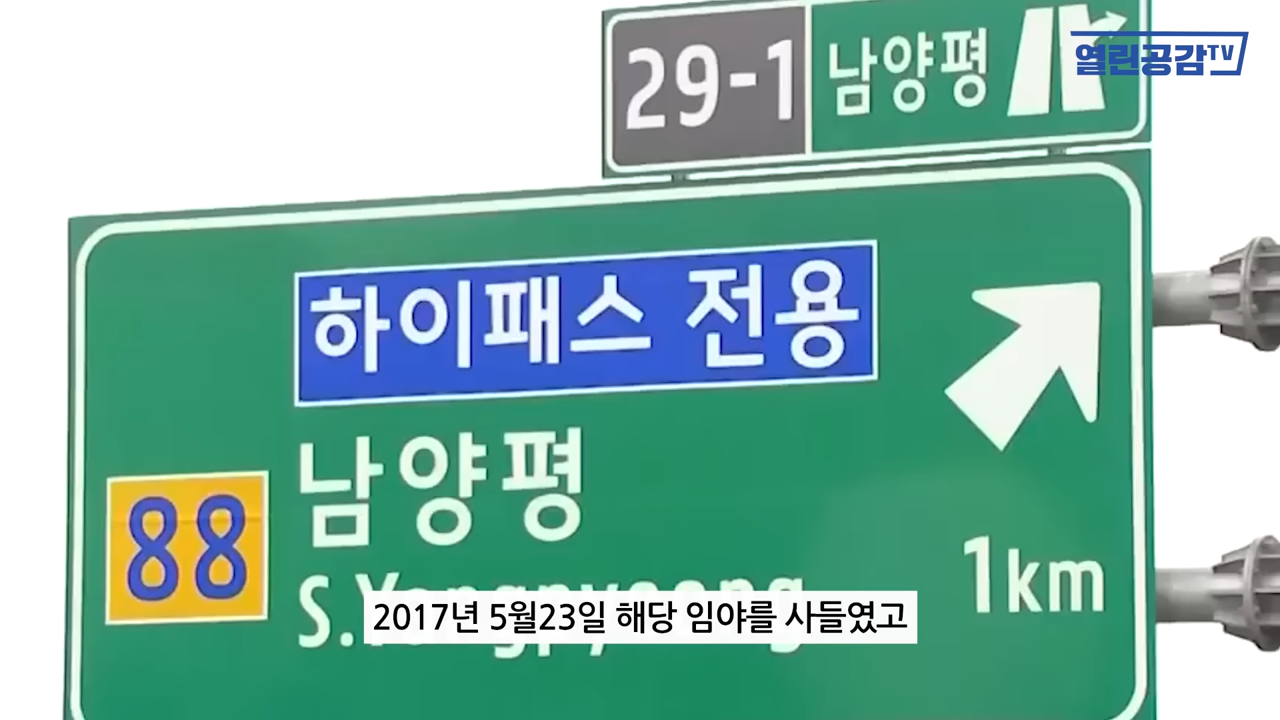 열린공감TV
29-1 남양평
하이패스 전용
88 남양평
S.Yangpyeong
1km
2017년 5월23일 해당 임야를 사들였고